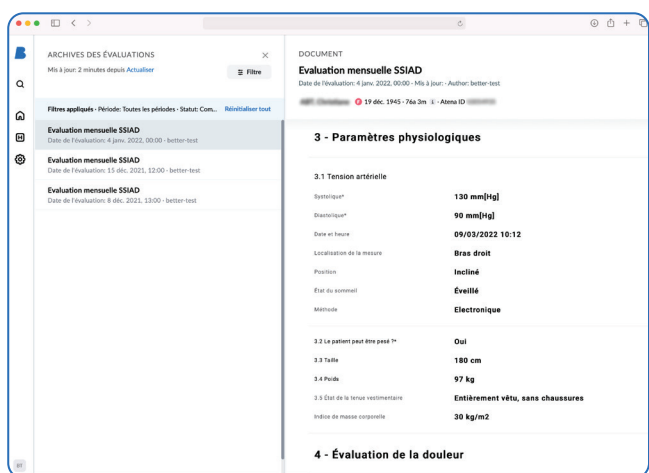 ARCHIVES DES ÉVALUATIONS
Mis à jour: 2 minutes depuis Actualiser
Filtre
Filtres appliqués · Période: Toutes les périodes · Statut: Com... Réinitialiser tout
Evaluation mensuelle SSIAD
Date de l'évaluation: 4 janv. 2022, 00:00 · better-test
Evaluation mensuelle SSIAD
Date de l'évaluation: 15 déc. 2021, 12:00 · better-test
Evaluation mensuelle SSIAD
Date de l'évaluation: 8 déc. 2021, 13:00 · better-test
BT
DOCUMENT
Evaluation mensuelle SSIAD
Date de l'évaluation: 4 janv. 2022, 00:00 · Mis à jour: · Author: better-test
19 déc. 1945 · 76a 3m · Atena ID
3 - Paramètres physiologiques
3.1 Tension artérielle
Systolique* 130 mm[Hg]
Diastolique* 90 mm[Hg]
Date et heure 09/03/2022 10:12
Localisation de la mesure Bras droit
Position Incliné
État du sommeil Éveillé
Méthode Electronique
3.2 Le patient peut être pesé ?* Oui
3.3 Taille 180 cm
3.4 Poids 97 kg
3.5 État de la tenue vestimentaire Entièrement vêtu, sans chaussures
Indice de masse corporelle 30 kg/m2
4 - Évaluation de la douleur